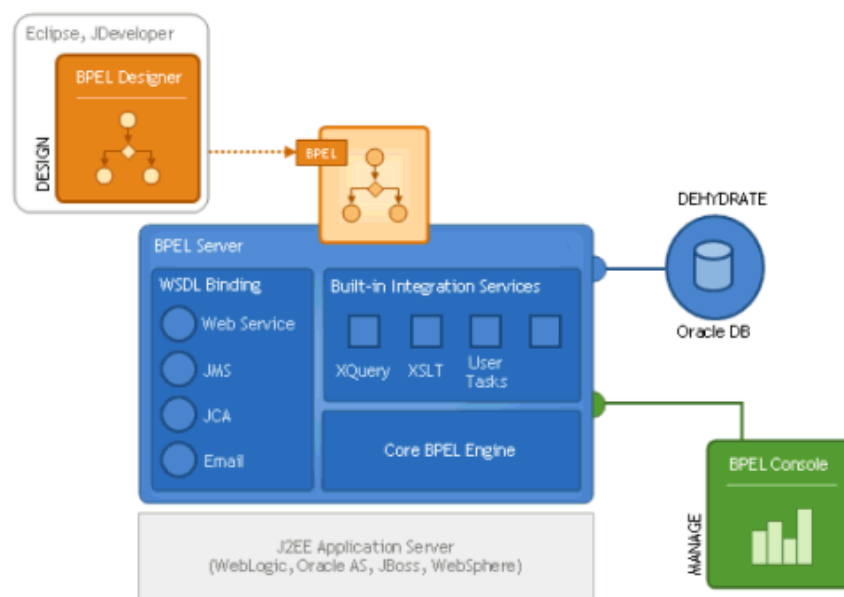 Eclipse, JDeveloper
BPEL Designer
DESIGN
BPEL
DEHYDRATE
BPEL Server
WSDL Binding
Built-in Integration Services
Web Service
JMS
JCA
Email
XQuery
XSLT
User
Tasks
Oracle DB
Core BPEL Engine
BPEL Console
MANAGE
J2EE Application Server
(WebLogic, Oracle AS, JBoss, WebSphere)